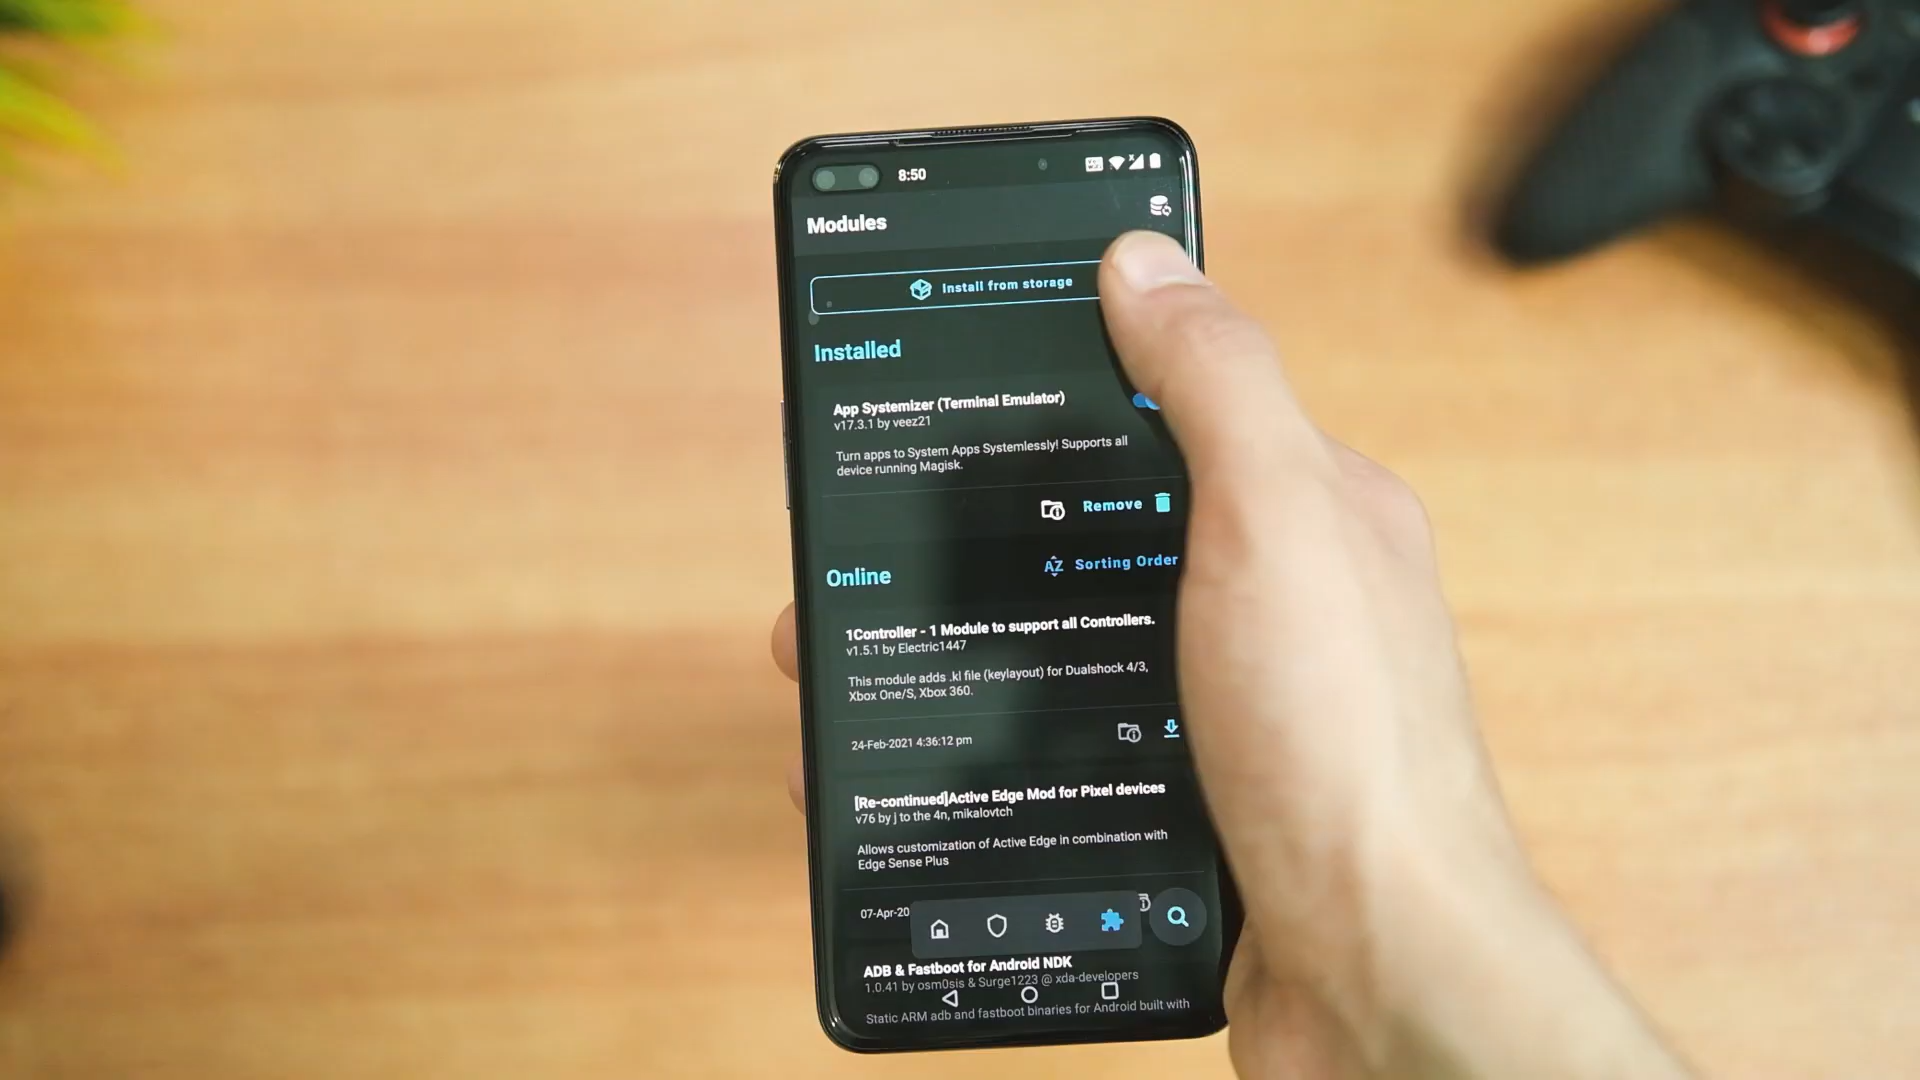 8:50
Modules
Install from storage
Installed
App Systemizer (Terminal Emulator)
v17.3.1 by veez21
Turn apps to System Apps Systemlessly! Supports all
device running Magisk.
Remove
Online
AZ Sorting Order
1Controller - 1 Module to support all Controllers.
v1.5.1 by Electric1447
This module adds .kl file (keylayout) for Dualshock 4/3,
Xbox One/S, Xbox 360.
24-Feb-2021 4:36:12 pm
[Re-continued]Active Edge Mod for Pixel devices
v76 by j to the 4n, mikalovtch
Allows customization of Active Edge in combination with
Edge Sense Plus
07-Apr-20
ADB & Fastboot for Android NDK
1.0.41 by osm0sis & Surge1223 @ xda-developers
Static ARM adb and fastboot binaries for Android built with